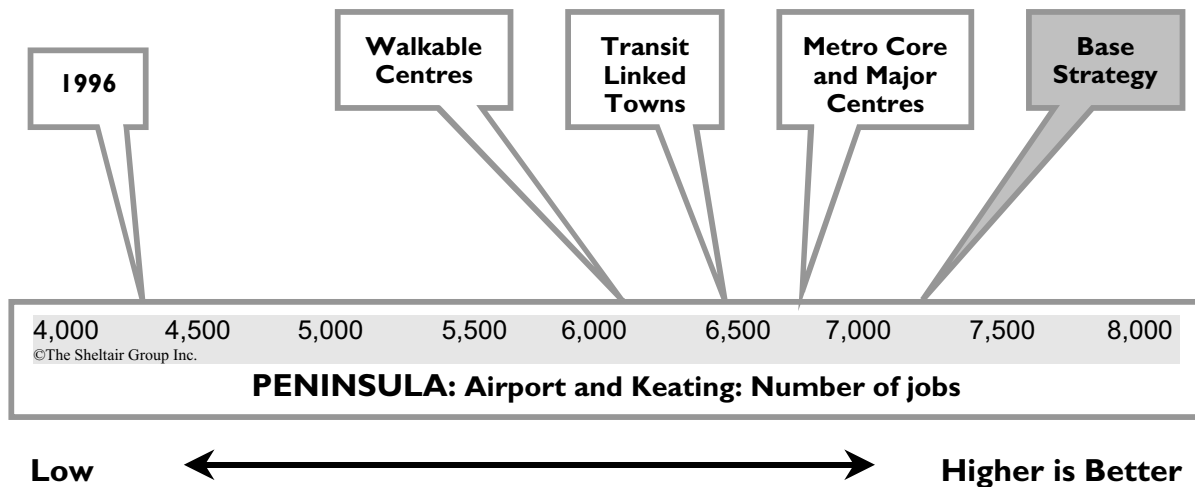 1996
Walkable
Centres
Transit
Linked
Towns
Metro Core
and Major
Centres
Base
Strategy
4,000 4,500 5,000 5,500 6,000 6,500 7,000 7,500 8,000
©The Sheltair Group Inc.
PENINSULA: Airport and Keating: Number of jobs
Low Higher is Better